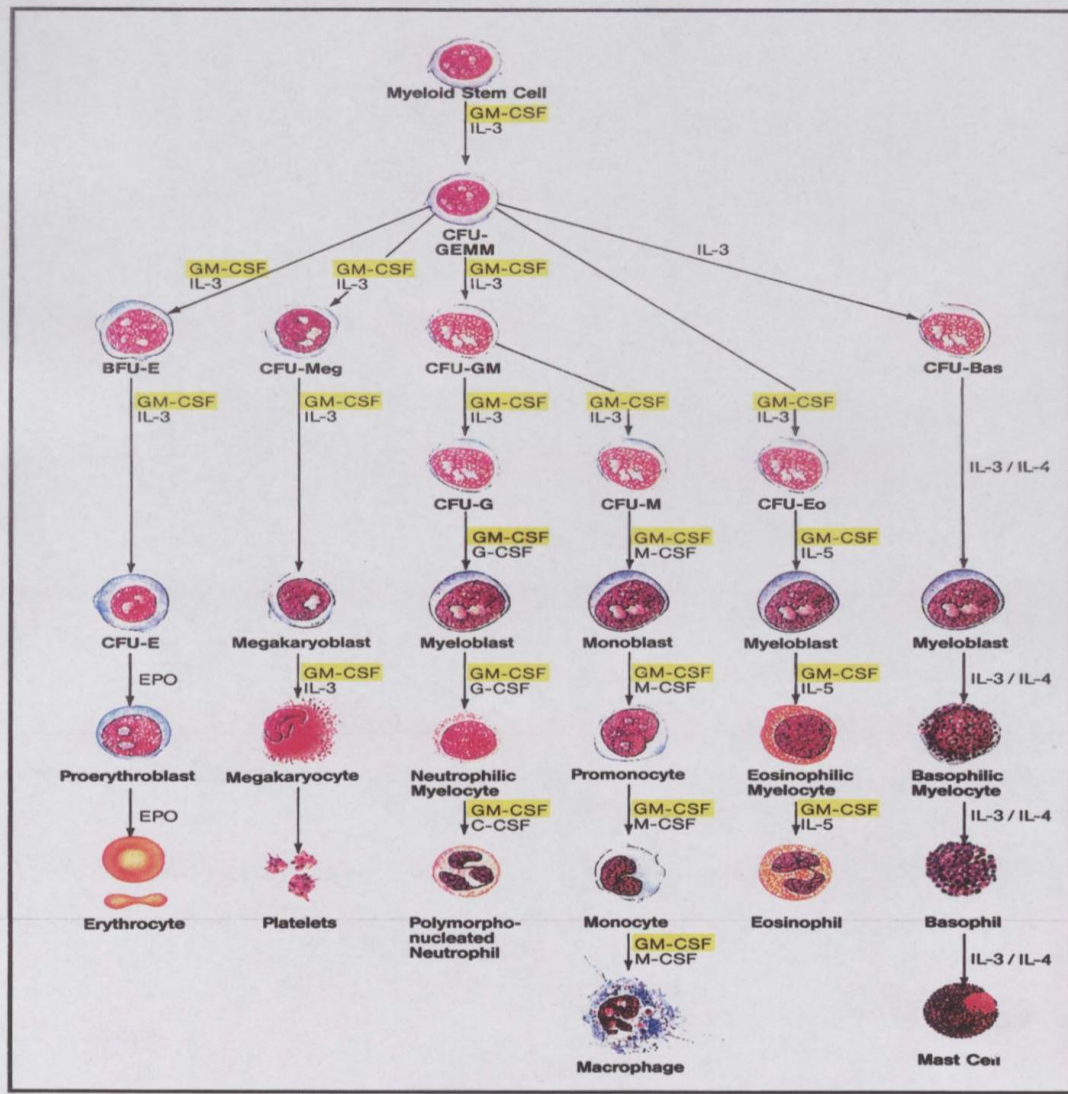 Myeloid Stem Cell
GM-CSF
IL-3
CFU-
GEMM
GM-CSF
IL-3
GM-CSF
IL-3
GM-CSF
IL-3
IL-3
BFU-E
CFU-Meg
CFU-GM
CFU-Bas
GM-CSF
IL-3
GM-CSF
IL-3
GM-CSF
IL-3
GM-CSF
IL-3
GM-CSF
IL-3
IL-3 / IL-4
CFU-G
CFU-M
CFU-Eo
GM-CSF
G-CSF
GM-CSF
M-CSF
GM-CSF
IL-5
CFU-E
Megakaryoblast
Myeloblast
Monoblast
Myeloblast
Myeloblast
EPO
GM-CSF
IL-3
GM-CSF
G-CSF
GM-CSF
M-CSF
GM-CSF
IL-5
IL-3 / IL-4
Proerythroblast
Megakaryocyte
Neutrophilic
Myelocyte
Promonocyte
Eosinophilic
Myelocyte
Basophilic
Myelocyte
EPO
GM-CSF
C-CSF
GM-CSF
M-CSF
GM-CSF
IL-5
IL-3 / IL-4
Erythrocyte
Platelets
Polymorpho-
nucleated
Neutrophil
Monocyte
Eosinophil
Basophil
GM-CSF
M-CSF
IL-3 / IL-4
Macrophage
Mast Cell